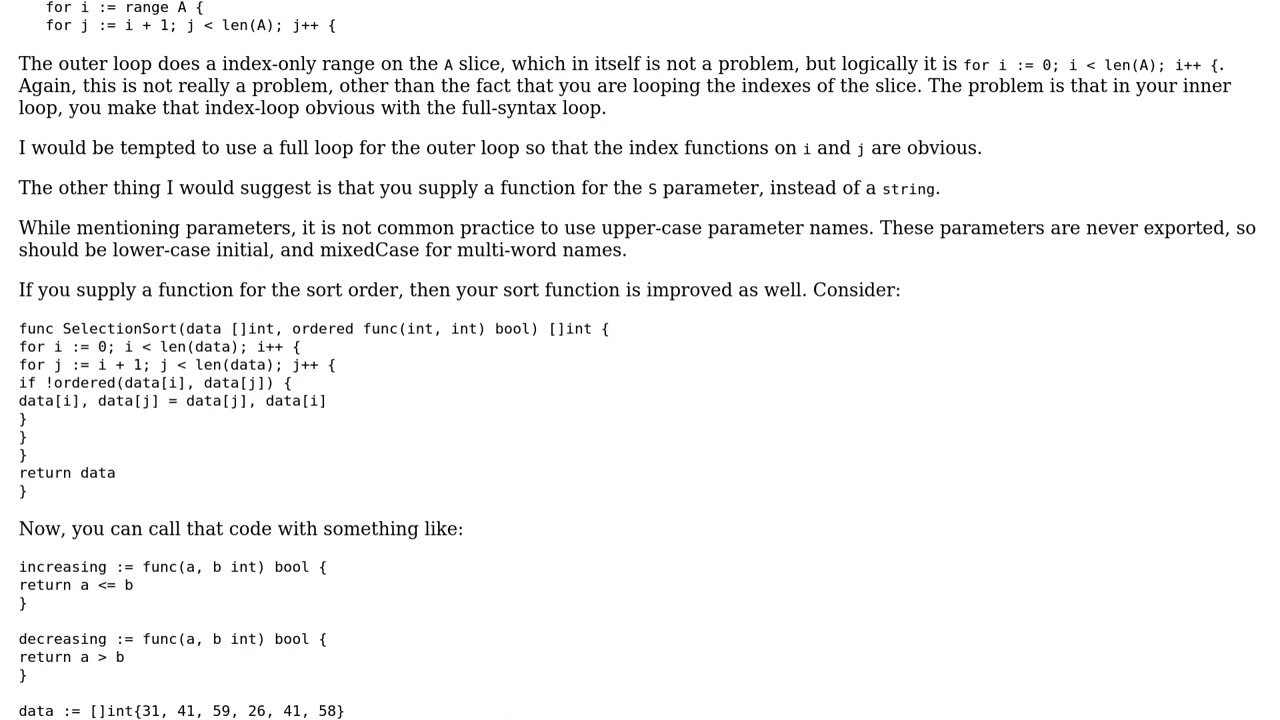 for i := range A {
for j := i + 1; j < len(A); j++ {
The outer loop does a index-only range on the A slice, which in itself is not a problem, but logically it is for i := 0; i < len(A); i++ {.
Again, this is not really a problem, other than the fact that you are looping the indexes of the slice. The problem is that in your inner
loop, you make that index-loop obvious with the full-syntax loop.
I would be tempted to use a full loop for the outer loop so that the index functions on i and j are obvious.
The other thing I would suggest is that you supply a function for the S parameter, instead of a string.
While mentioning parameters, it is not common practice to use upper-case parameter names. These parameters are never exported, so
should be lower-case initial, and mixedCase for multi-word names.
If you supply a function for the sort order, then your sort function is improved as well. Consider:
func SelectionSort(data []int, ordered func(int, int) bool) []int {
for i := 0; i < len(data); i++ {
for j := i + 1; j < len(data); j++ {
if !ordered(data[i], data[j]) {
data[i], data[j] = data[j], data[i]
}
}
}
return data
}
Now, you can call that code with something like:
increasing := func(a, b int) bool {
return a <= b
}
decreasing := func(a, b int) bool {
return a > b
}
data := []int{31, 41, 59, 26, 41, 58}